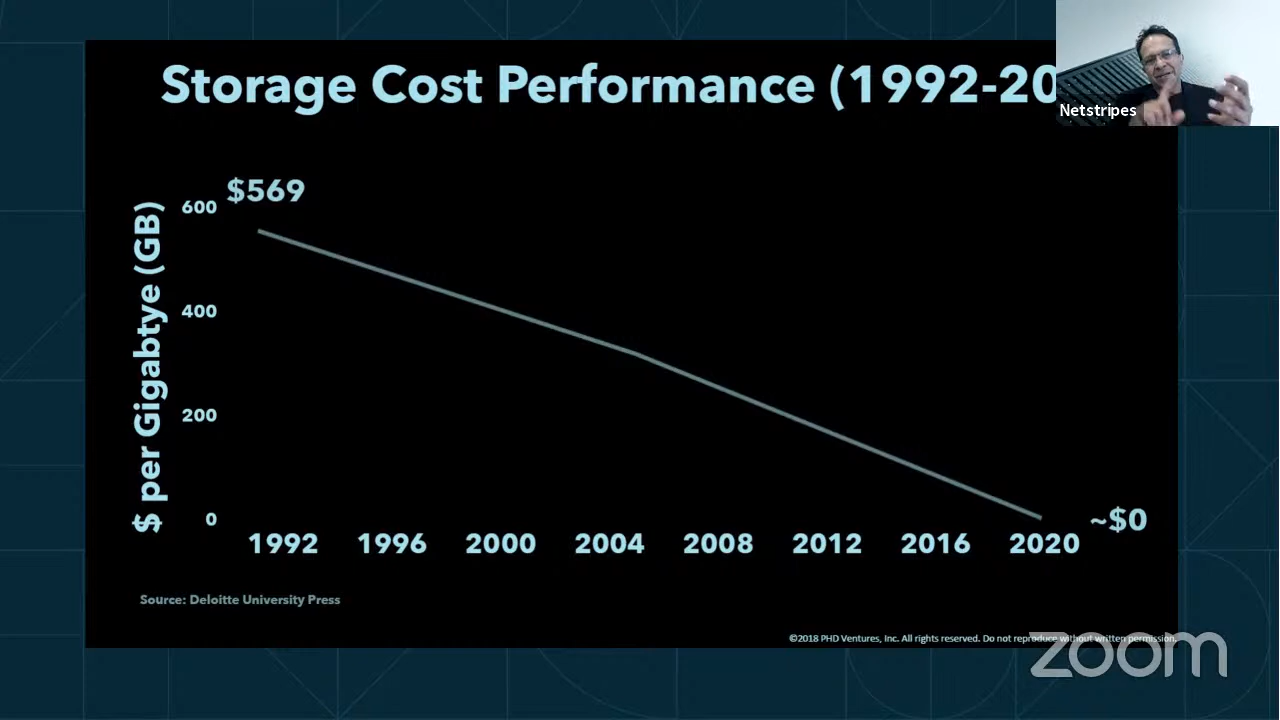 Storage Cost Performance (1992-20
Netstripes
$569
$ per Gigabtye (GB)
600
400
200
0
~$0
1992 1996 2000 2004 2008 2012 2016 2020
Source: Deloitte University Press
©2018 PHD Ventures, Inc. All rights reserved. Do not reproduce without written permission.
zoom